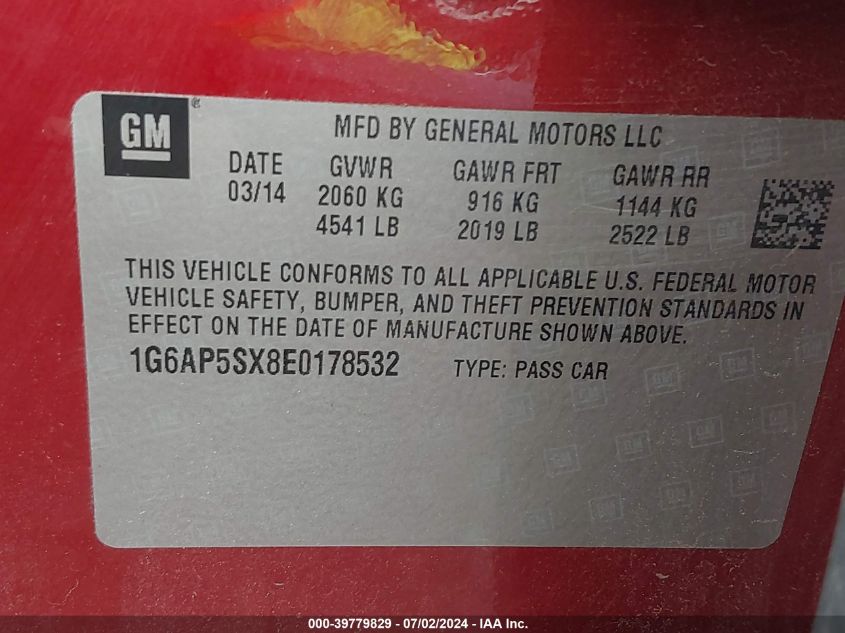 GM ®
MFD BY GENERAL MOTORS LLC
DATE GVWR GAWR FRT GAWR RR
03/14 2060 KG 916 KG 1144 KG
4541 LB 2019 LB 2522 LB
THIS VEHICLE CONFORMS TO ALL APPLICABLE U.S. FEDERAL MOTOR
VEHICLE SAFETY, BUMPER, AND THEFT PREVENTION STANDARDS IN
EFFECT ON THE DATE OF MANUFACTURE SHOWN ABOVE.
1G6AP5SX8E0178532 TYPE: PASS CAR
000-39779829 - 07/02/2024 - IAA Inc.